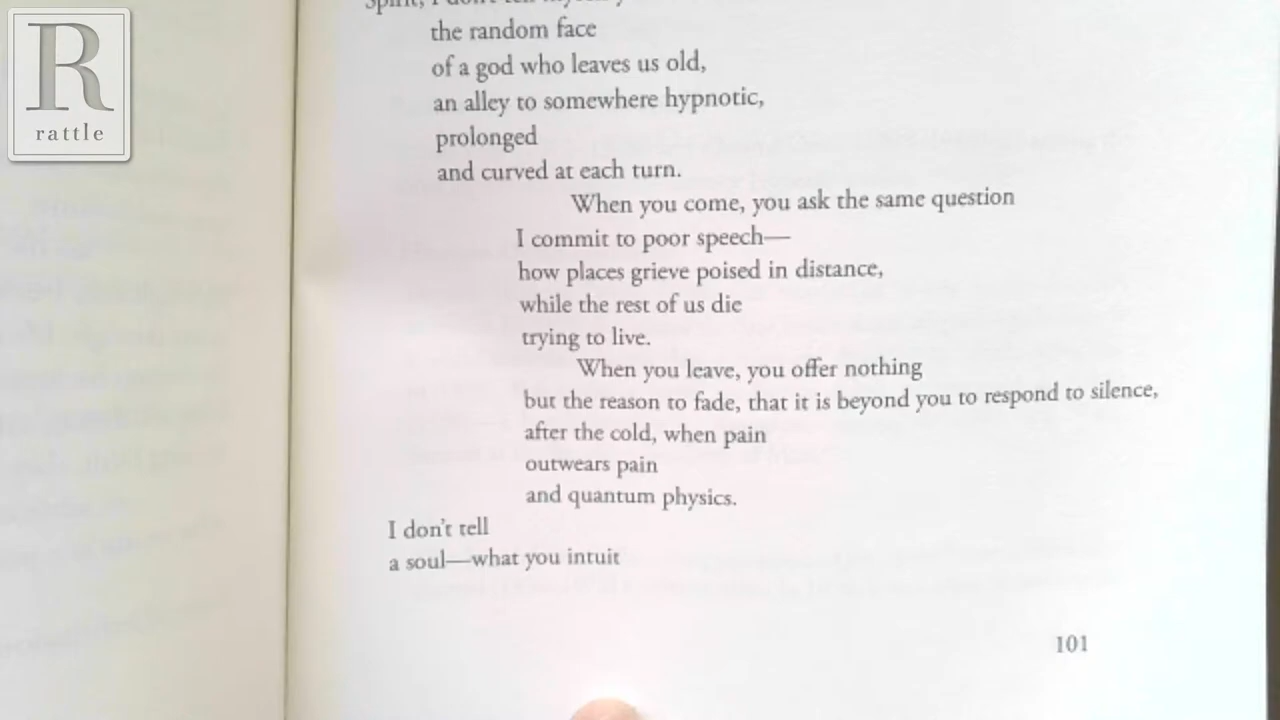 R
rattle
Spirit, I don't tell
the random face
of a god who leaves us old,
an alley to somewhere hypnotic,
prolonged
and curved at each turn.
When you come, you ask the same question
I commit to poor speech—
how places grieve poised in distance,
while the rest of us die
trying to live.
When you leave, you offer nothing
but the reason to fade, that it is beyond you to respond to silence,
after the cold, when pain
outwears pain
and quantum physics.
I don't tell
a soul—what you intuit
101